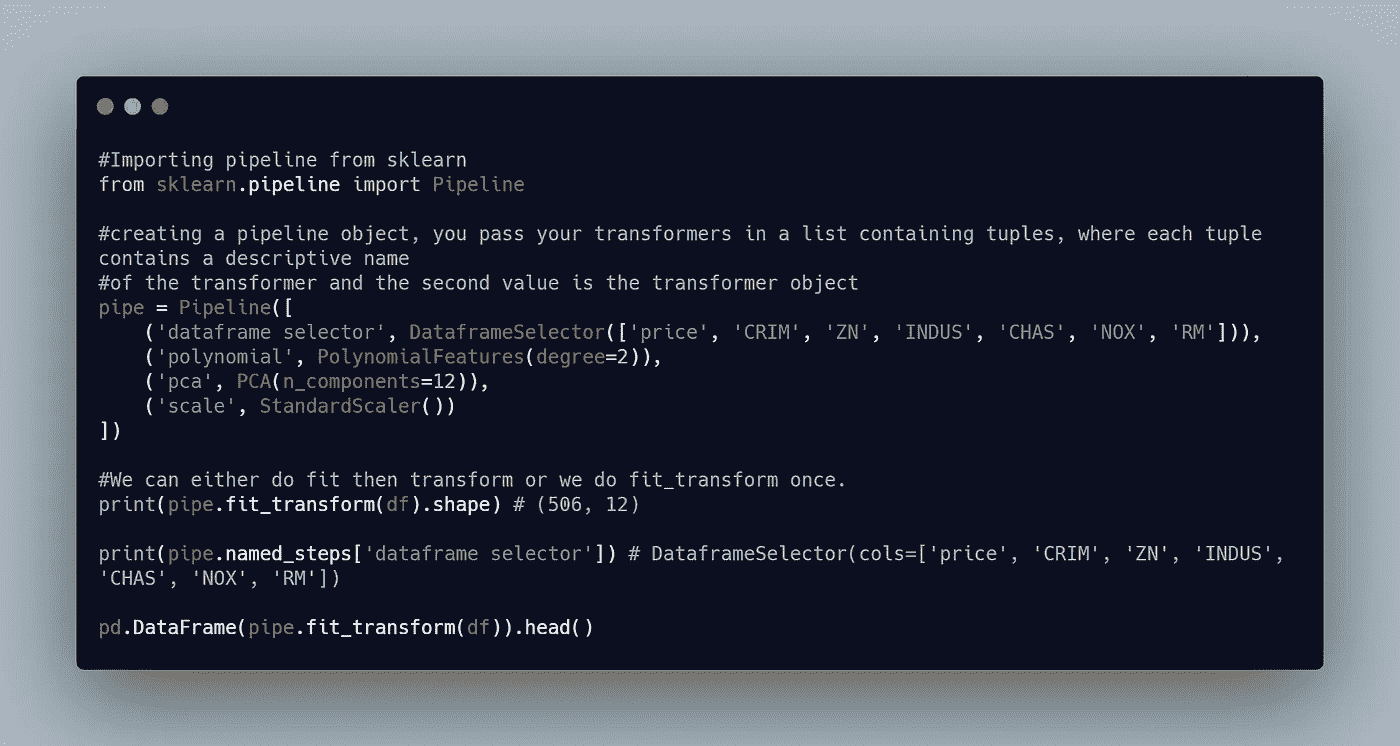 #Importing pipeline from sklearn
from sklearn.pipeline import Pipeline
#creating a pipeline object, you pass your transformers in a list containing tuples, where each tuple
contains a descriptive name
#of the transformer and the second value is the transformer object
pipe = Pipeline([
    ('dataframe selector', DataframeSelector(['price', 'CRIM', 'ZN', 'INDUS', 'CHAS', 'NOX', 'RM'])),
    ('polynomial', PolynomialFeatures(degree=2)),
    ('pca', PCA(n_components=12)),
    ('scale', StandardScaler())
])
#We can either do fit then transform or we do fit_transform once.
print(pipe.fit_transform(df).shape) # (506, 12)
print(pipe.named_steps['dataframe selector']) # DataframeSelector(cols=['price', 'CRIM', 'ZN', 'INDUS',
'CHAS', 'NOX', 'RM'])
pd.DataFrame(pipe.fit_transform(df)).head()